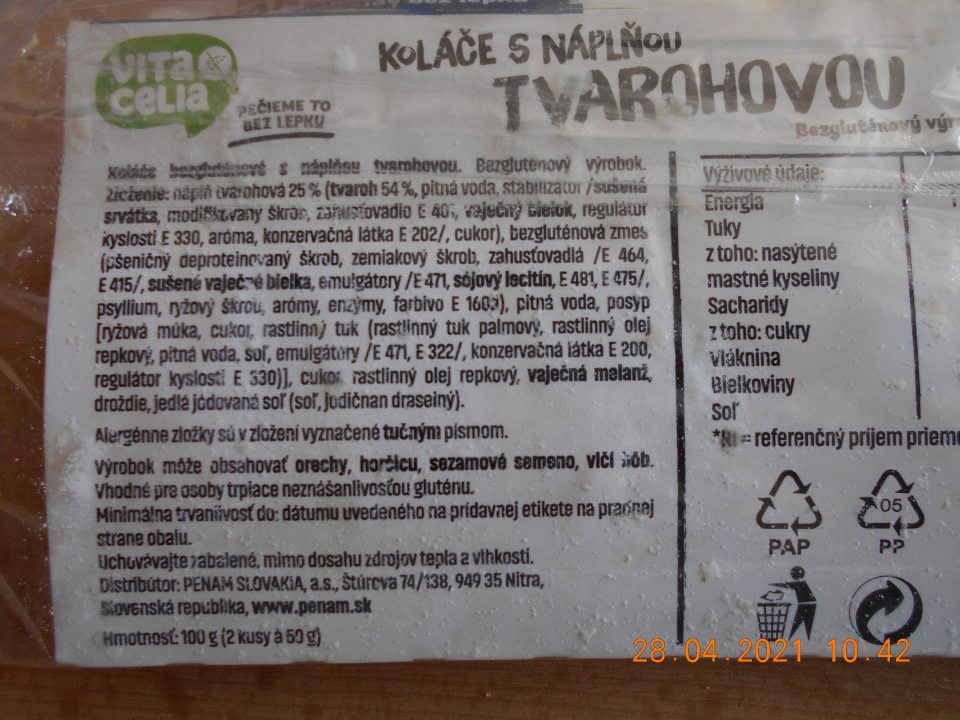 bez lepku
VITA
CELIA
PEČIEME TO
BEZ LEPKU
KOLÁČE S NÁPLŇOU
TVAROHOVOU
Bezgluténový
Koláče bezgluténové s náplňou tvarohovou. Bezgluténový výrobok.
Zloženie: náplň tvarohová 25 % (tvaroh 54 %, pitná voda, stabilizátor /sušená
srvátka, modifikovaný škrob, zahusťovadlo E 401, vaječný bielok, regulátor
kyslosti E 330, aróma, konzervačná látka E 202/, cukor), bezgluténová zmes
(pšeničný deproteinovaný škrob, zemiakový škrob, zahusťovadlá /E 464,
E 415/, sušené vaječné bielka, emulgátory /E 471, sójový lecitín, E 481, E 475/,
psyllium, ryžový škrob, arómy, enzýmy, farbivo E 160a), pitná voda, posyp
[ryžová múka, cukor, rastlinný tuk (rastlinný tuk palmový, rastlinný olej
repkový, pitná voda, soľ, emulgátory /E 471, E 322/, konzervačná látka E 200,
regulátor kyslosti E 330)], cukor, rastlinný olej repkový, vaječná melanž,
droždie, jedlá jódovaná soľ (soľ, jodičnan draselný).
Alergénne zložky sú v zložení vyznačené tučným písmom.
Výrobok môže obsahovať orechy, horčicu, sezamové semeno, vlčí bôb.
Vhodné pre osoby trpiace neznášanlivosťou gluténu.
Minimálna trvanlivosť do: dátumu uvedeného na prídavnej etikete na prednej
strane obalu.
Uchovávajte zabalené, mimo dosahu zdrojov tepla a vlhkosti.
Distribútor: PENAM SLOVAKIA, a.s., Štúrova 74/138, 949 35 Nitra,
Slovenská republika, www.penam.sk
Hmotnosť: 100 g (2 kusy à 50 g)
Výživové údaje:
Energia
Tuky
z toho: nasýtené
mastné kyseliny
Sacharidy
z toho: cukry
Vláknina
Bielkoviny
Soľ
*RI = referenčný príjem
05
PAP PP
28.04.2021 10:42